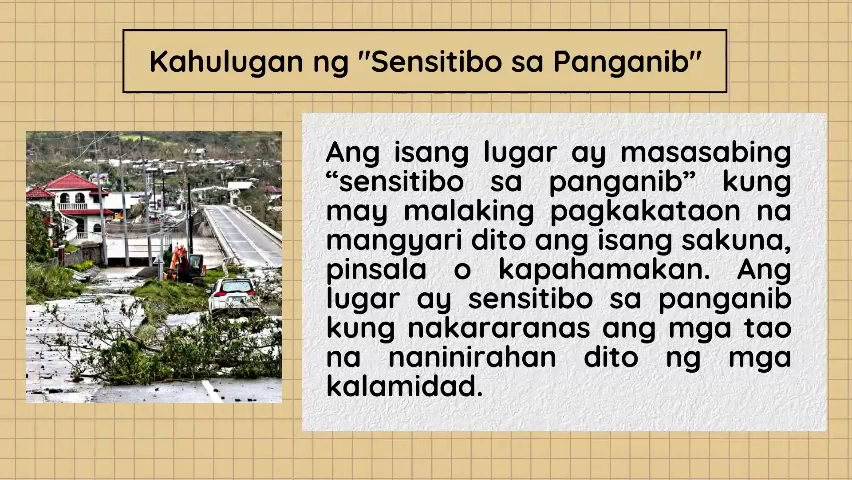 Kahulugan ng "Sensitibo sa Panganib"
Ang isang lugar ay masasabing
“sensitibo sa panganib” kung
may malaking pagkakataon na
mangyari dito ang isang sakuna,
pinsala o kapahamakan. Ang
lugar ay sensitibo sa panganib
kung nakararanas ang mga tao
na naninirahan dito ng mga
kalamidad.